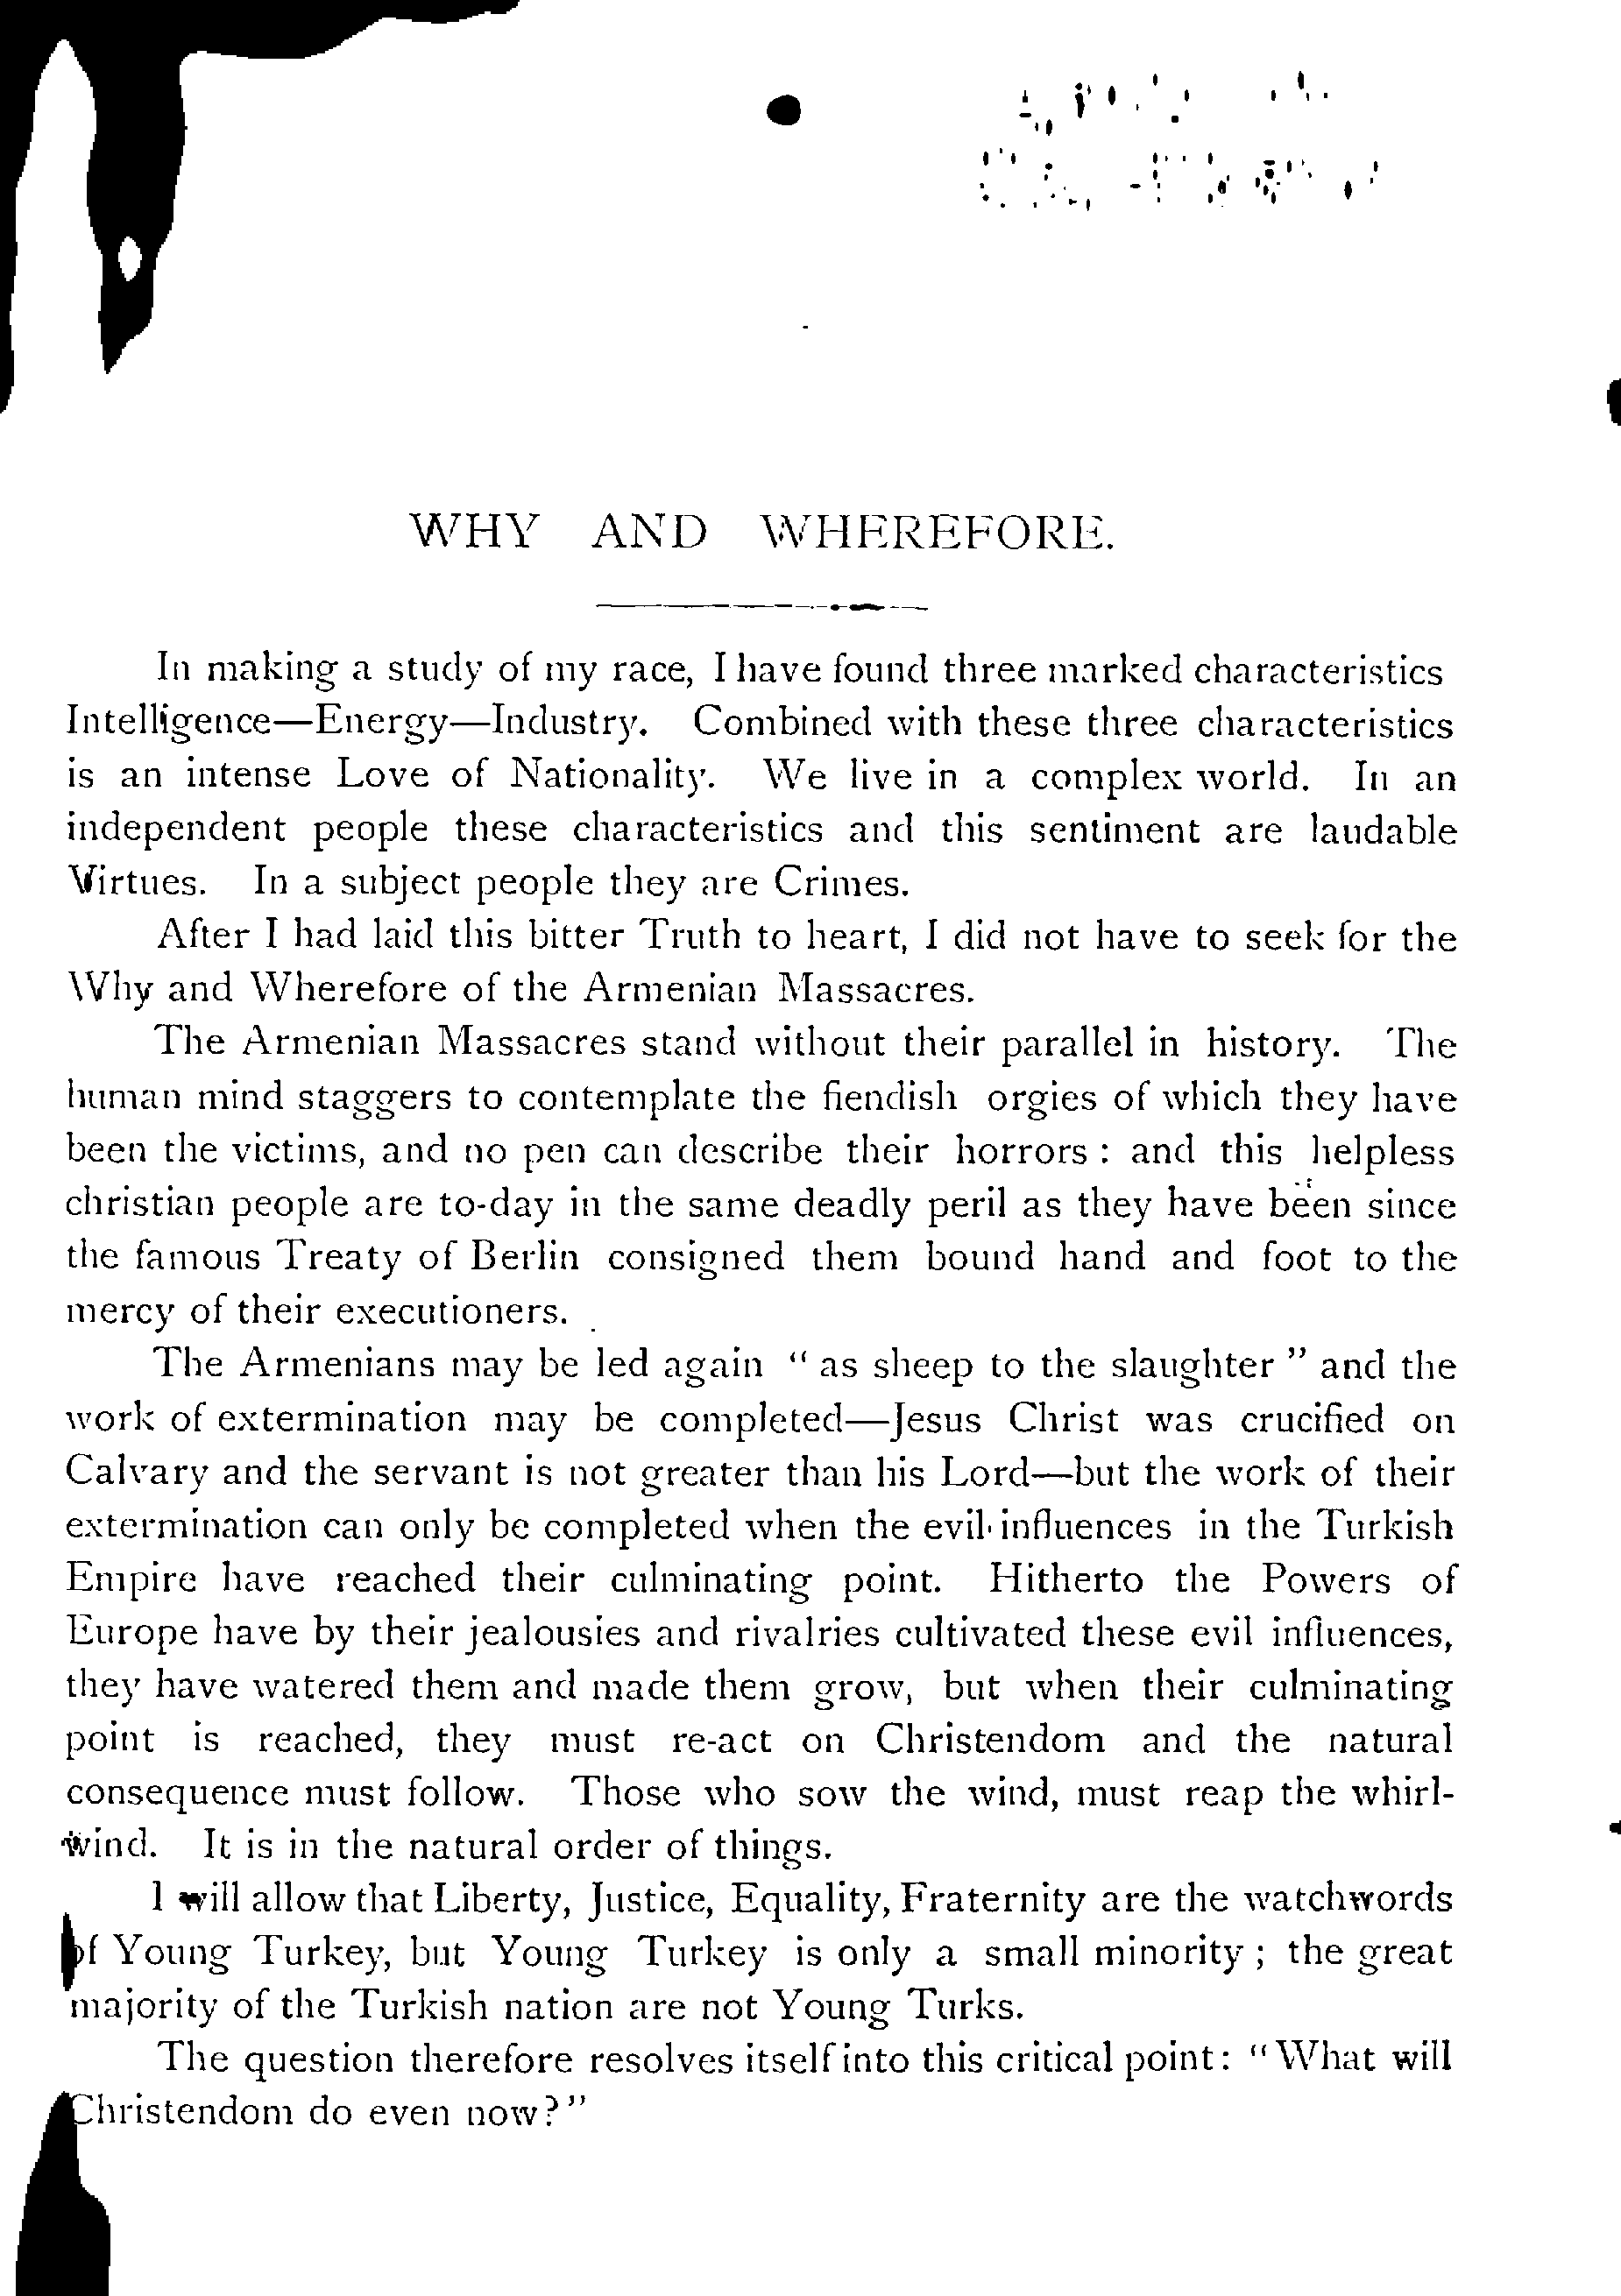 WHY AND WHEREFORE.
In making a study of my race, I have found three marked characteristics
Intelligence—Energy—Industry. Combined with these three characteristics
is an intense Love of Nationality. We live in a complex world. In an
independent people these characteristics and this sentiment are laudable
Virtues. In a subject people they are Crimes.
After I had laid this bitter Truth to heart, I did not have to seek for the
Why and Wherefore of the Armenian Massacres.
The Armenian Massacres stand without their parallel in history. The
human mind staggers to contemplate the fiendish orgies of which they have
been the victims, and no pen can describe their horrors : and this helpless
christian people are to-day in the same deadly peril as they have been since
the famous Treaty of Berlin consigned them bound hand and foot to the
mercy of their executioners.
The Armenians may be led again “ as sheep to the slaughter ” and the
work of extermination may be completed—Jesus Christ was crucified on
Calvary and the servant is not greater than his Lord—but the work of their
extermination can only be completed when the evil influences in the Turkish
Empire have reached their culminating point. Hitherto the Powers of
Europe have by their jealousies and rivalries cultivated these evil influences,
they have watered them and made them grow, but when their culminating
point is reached, they must re-act on Christendom and the natural
consequence must follow. Those who sow the wind, must reap the whirl-
wind. It is in the natural order of things.
I will allow that Liberty, Justice, Equality, Fraternity are the watchwords
of Young Turkey, but Young Turkey is only a small minority ; the great
majority of the Turkish nation are not Young Turks.
The question therefore resolves itself into this critical point: “What will
Christendom do even now?”